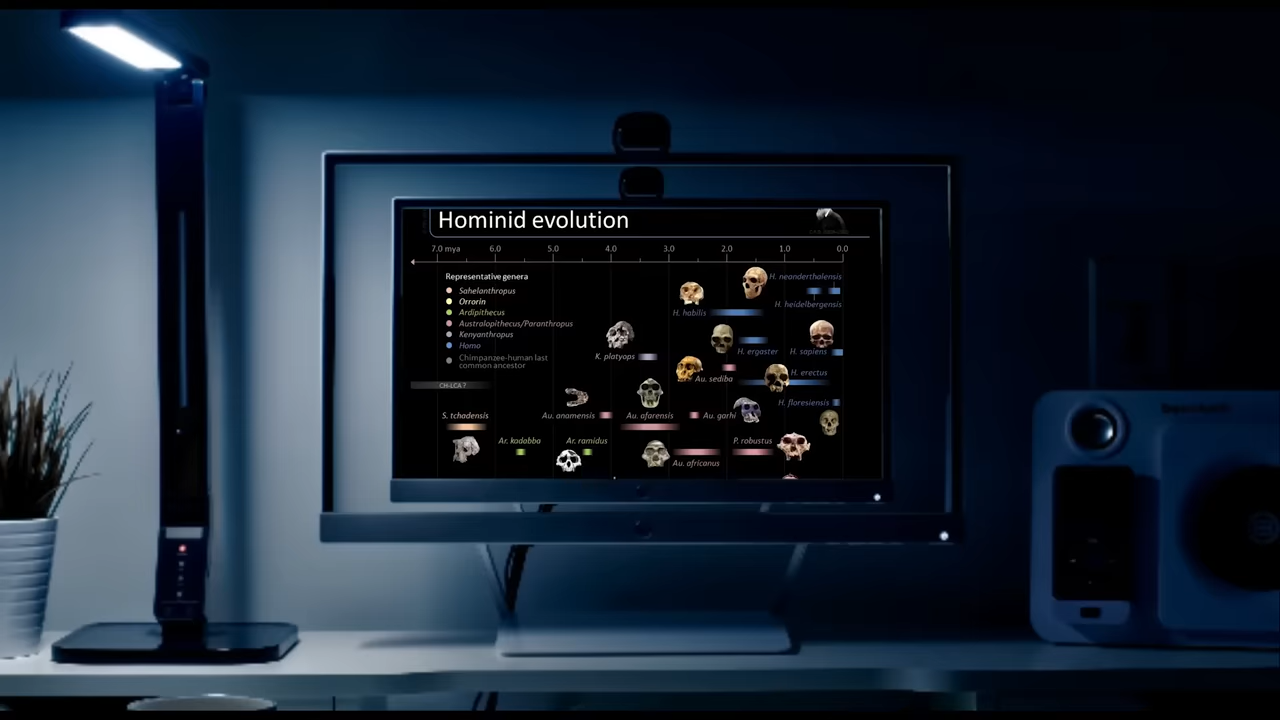 Hominid evolution
7.0 mya 6.0 5.0 4.0 3.0 2.0 1.0 0.0
Representative genera
Sahelanthropus
Orrorin
Ardipithecus
Australopithecus/Paranthropus
Kenyanthropus
Homo
Chimpanzee-human last
common ancestor
CH-LCA ?
H. neanderthalensis
H. heidelbergensis
H. habilis
K. platyops
H. ergaster
H. sapiens
Au. sediba
H. erectus
H. floresiensis
S. tchadensis
Au. anamensis
Au. afarensis
Au. garhi
Ar. kadabba
Ar. ramidus
P. robustus
Au. africanus